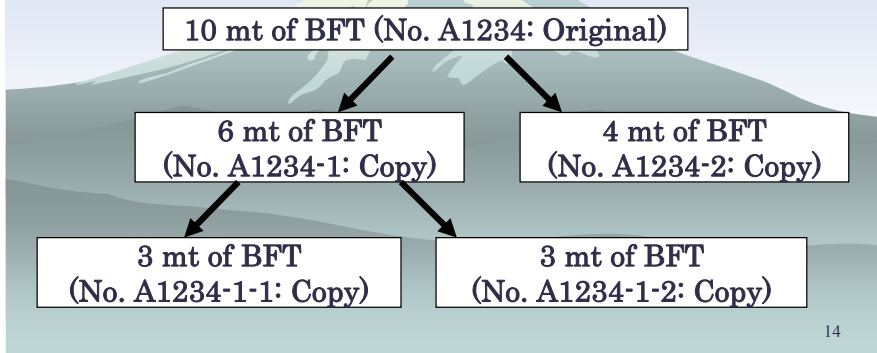 10 mt of BFT (No. A1234: Original)
6 mt of BFT
(No. A1234-1: Copy)
4 mt of BFT
(No. A1234-2: Copy)
3 mt of BFT
(No. A1234-1-1: Copy)
3 mt of BFT
(No. A1234-1-2: Copy)
14